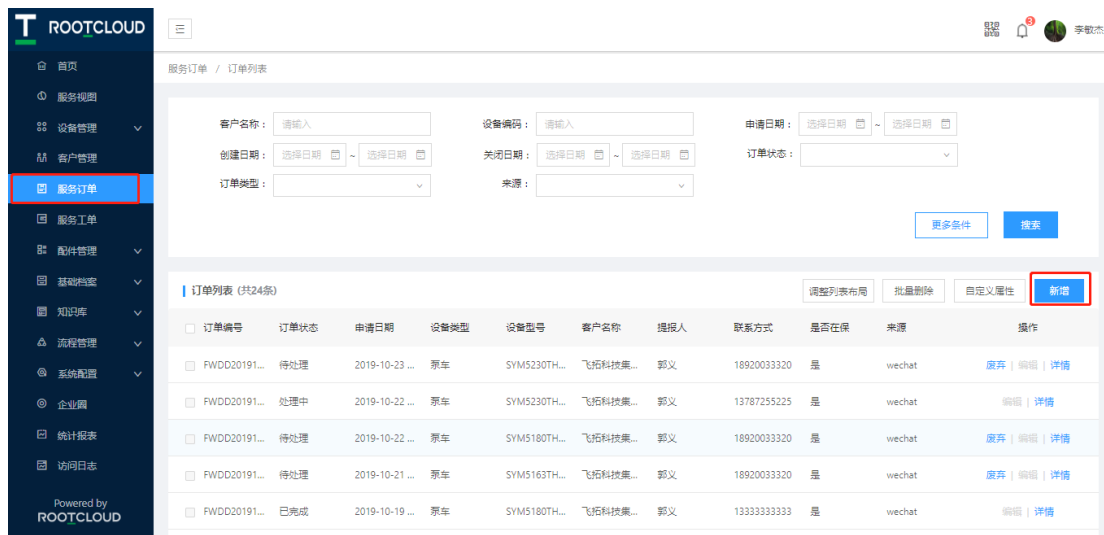 ROOTCLOUD
3
李敏杰
首页
服务视图
设备管理
客户管理
服务订单
服务工单
配件管理
基础档案
知识库
流程管理
系统配置
企业圈
统计报表
访问日志
Powered by
ROOTCLOUD
服务订单 / 订单列表
客户名称： 请输入 设备编码： 请输入 申请日期： 选择日期 ~ 选择日期
创建日期： 选择日期 ~ 选择日期 关闭日期： 选择日期 ~ 选择日期 订单状态：
订单类型： 来源：
更多条件 搜索
订单列表 (共24条) 调整列表布局 批量删除 自定义属性 新增
订单编号 订单状态 申请日期 设备类型 设备型号 客户名称 提报人 联系方式 是否在保 来源 操作
FWDD20191... 待处理 2019-10-23 ... 泵车 SYM5230TH... 飞拓科技集... 郭义 18920033320 是 wechat 废弃 | 编辑 | 详情
FWDD20191... 处理中 2019-10-22 ... 泵车 SYM5230TH... 飞拓科技集... 郭义 13787255225 是 wechat 编辑 | 详情
FWDD20191... 待处理 2019-10-22 ... 泵车 SYM5180TH... 飞拓科技集... 郭义 18920033320 是 wechat 废弃 | 编辑 | 详情
FWDD20191... 待处理 2019-10-21 ... 泵车 SYM5163TH... 飞拓科技集... 郭义 18920033320 是 wechat 废弃 | 编辑 | 详情
FWDD20191... 已完成 2019-10-19 ... 泵车 SYM5180TH... 飞拓科技集... 郭义 13333333333 是 wechat 编辑 | 详情